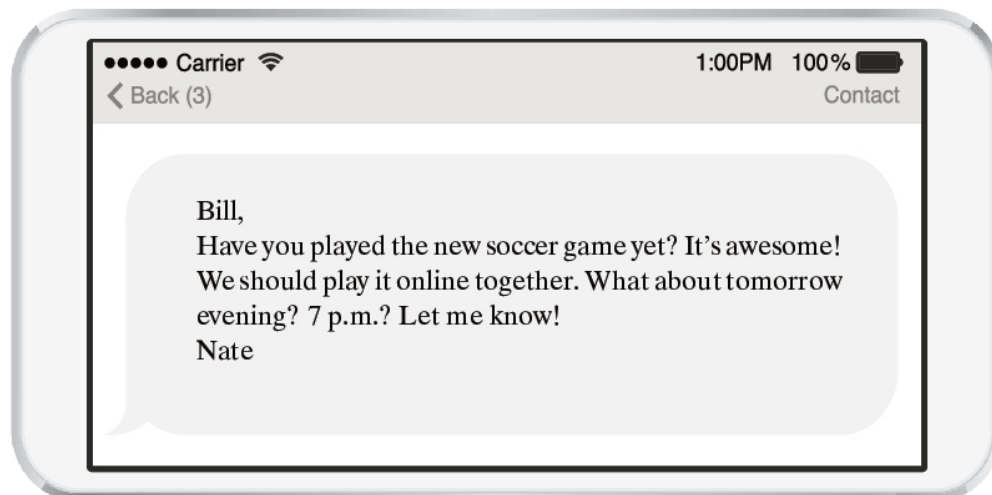 ●●●●● Carrier 1:00PM 100%
Back (3) Contact
Bill,
Have you played the new soccer game yet? It's awesome!
We should play it online together. What about tomorrow
evening? 7 p.m.? Let me know!
Nate